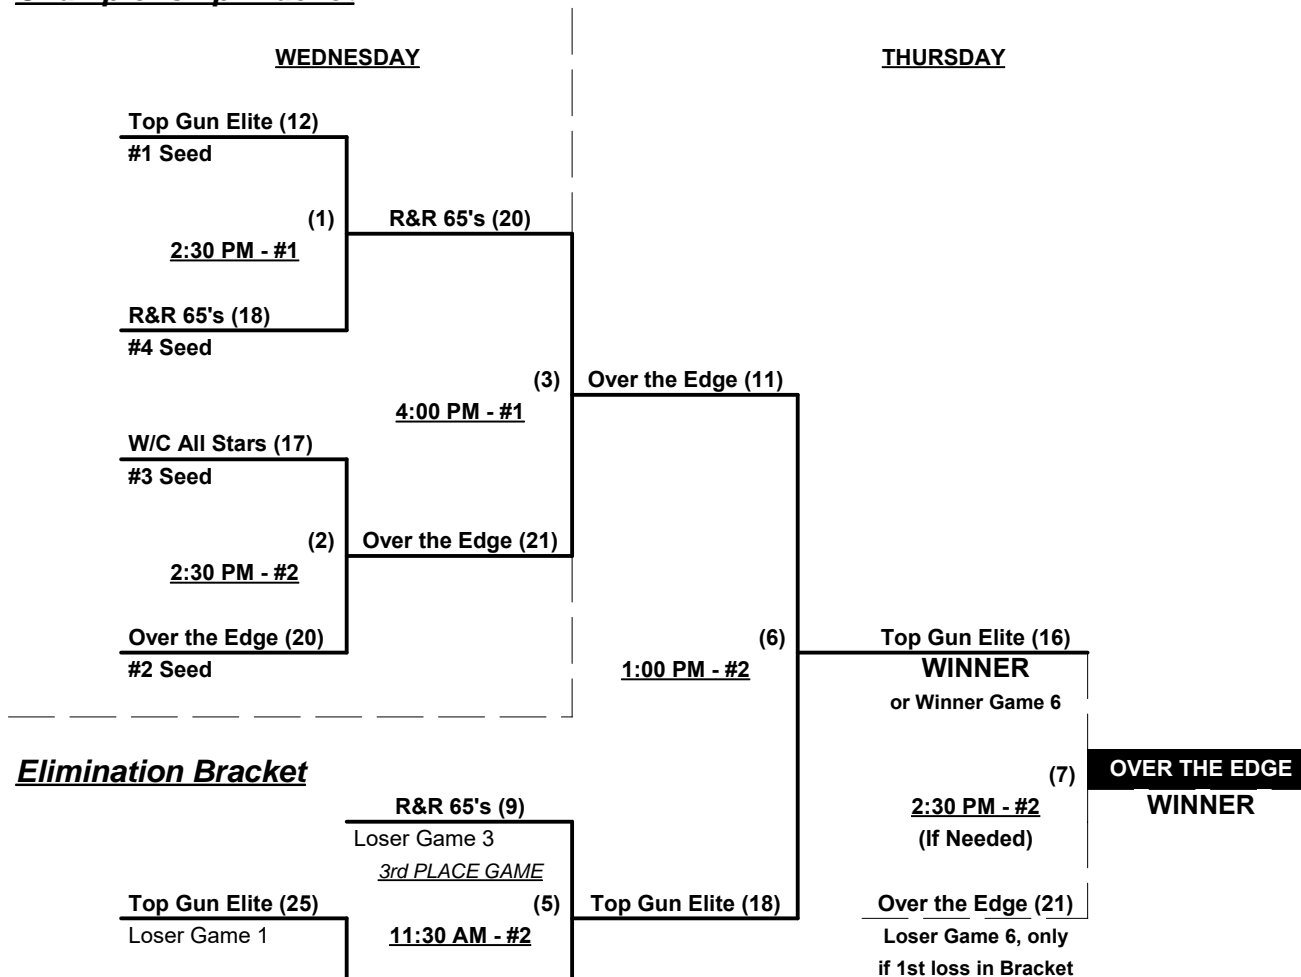 WEDNESDAY
THURSDAY
Top Gun Elite (12)
#1 Seed
(1)
R&R 65's (20)
2:30 PM - #1
R&R 65's (18)
#4 Seed
(3)
Over the Edge (11)
4:00 PM - #1
W/C All Stars (17)
#3 Seed
(2)
Over the Edge (21)
2:30 PM - #2
Over the Edge (20)
#2 Seed
(6)
Top Gun Elite (16)
1:00 PM - #2
WINNER
or Winner Game 6
Elimination Bracket
(7)
OVER THE EDGE
R&R 65's (9)
2:30 PM - #2
WINNER
Loser Game 3
(If Needed)
3rd PLACE GAME
Top Gun Elite (25)
(5)
Top Gun Elite (18)
Over the Edge (21)
Loser Game 1
11:30 AM - #2
Loser Game 6, only
if 1st loss in Bracket